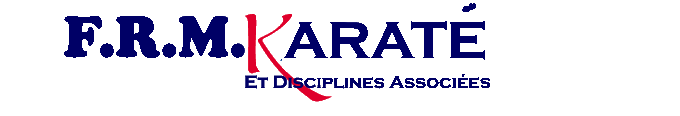 F.R.M.KARATÉ
ET DISCIPLINES ASSOCIÉES